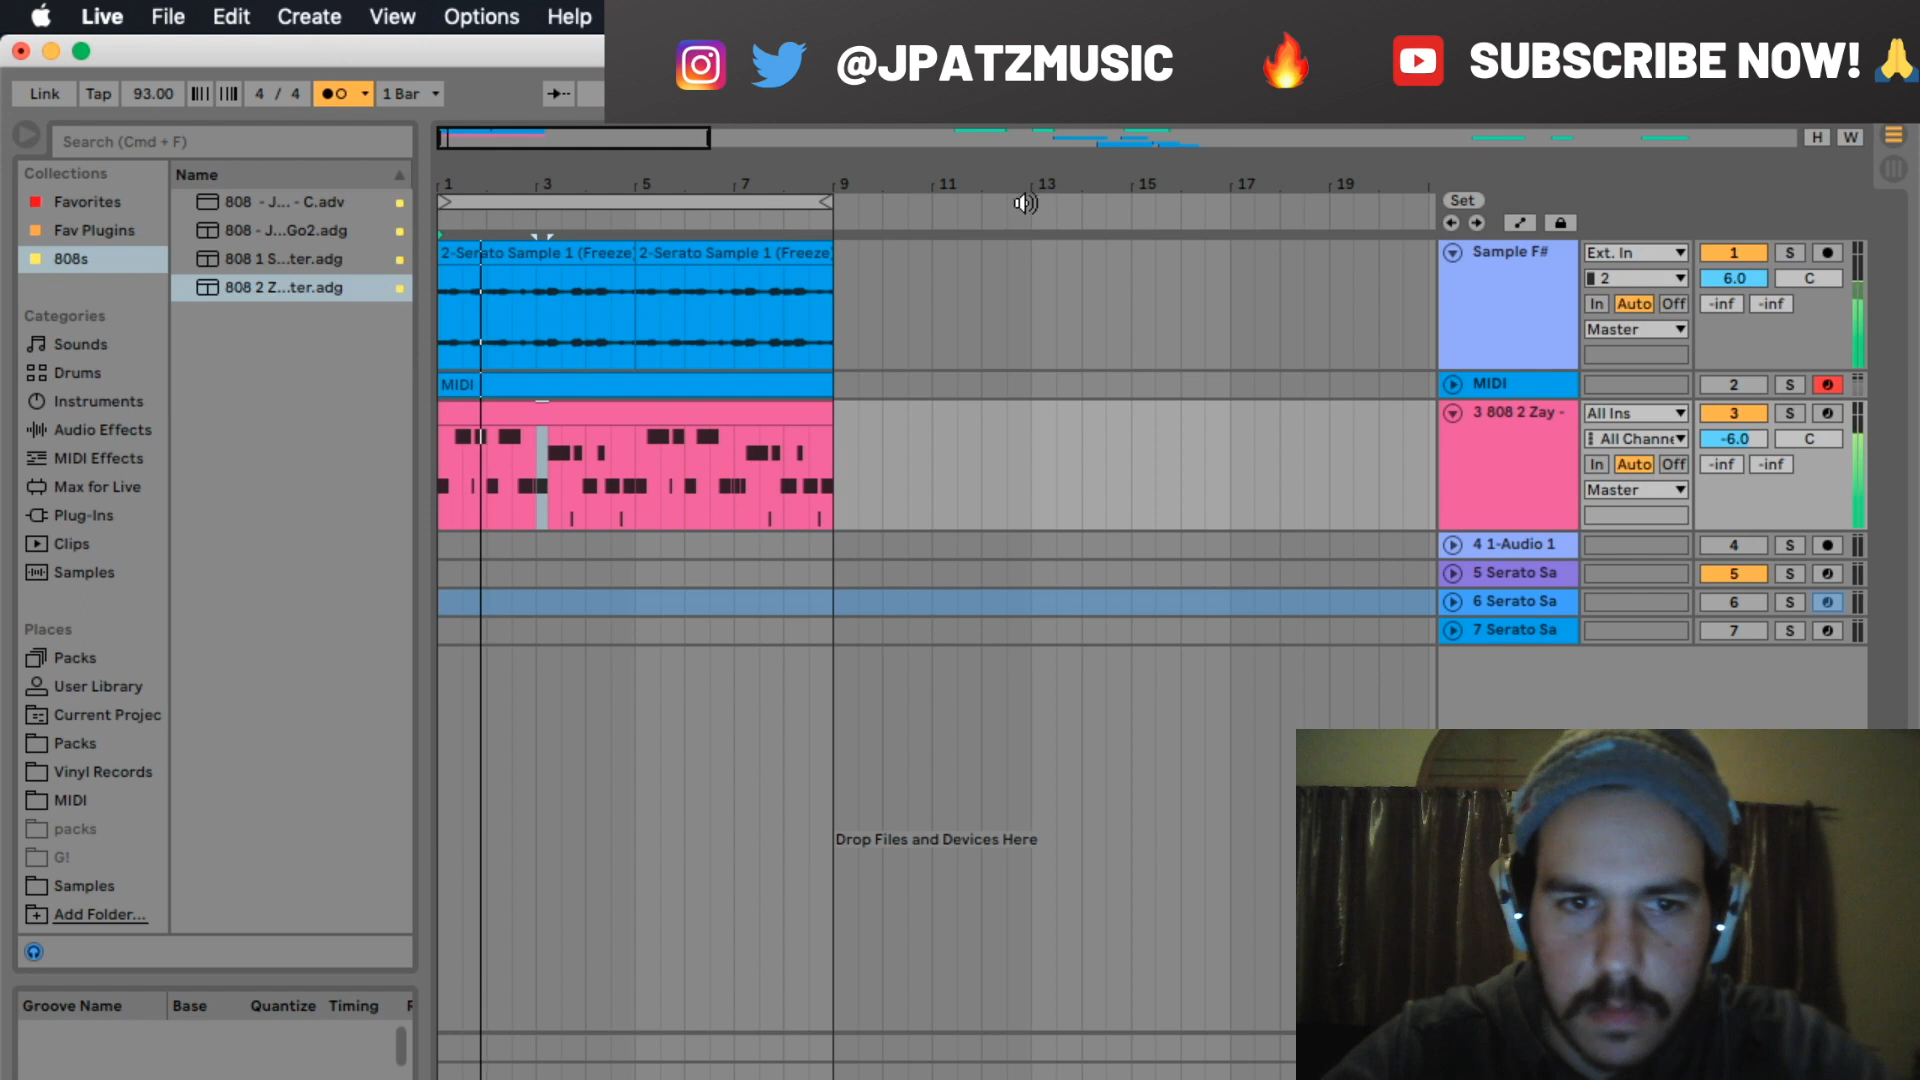 Live File Edit Create View Options Help
@JPATZMUSIC
SUBSCRIBE NOW!
Link Tap 93.00 4 / 4 1 Bar
Search (Cmd + F)
H W
Collections
Favorites
Fav Plugins
808s
Name
808 - J... - C.adv
808 - J...Go2.adg
808 1 S...ter.adg
808 2 Z...ter.adg
Categories
Sounds
Drums
Instruments
Audio Effects
MIDI Effects
Max for Live
Plug-Ins
Clips
Samples
Places
Packs
User Library
Current Projec
Packs
Vinyl Records
MIDI
packs
G!
Samples
Add Folder...
Groove Name Base Quantize Timing
1 3 5 7 9 11 13 15 17 19
Set
2-Serato Sample 1 (Freeze 2-Serato Sample 1 (Freeze
MIDI
Sample F# Ext. In 1 S
2 6.0 C
In Auto Off -inf -inf
Master
MIDI 2 S
3 808 2 Zay - All Ins 3 S
All Channe -6.0 C
In Auto Off -inf -inf
Master
4 1-Audio 1 4 S
5 Serato Sa 5 S
6 Serato Sa 6 S
7 Serato Sa 7 S
Drop Files and Devices Here